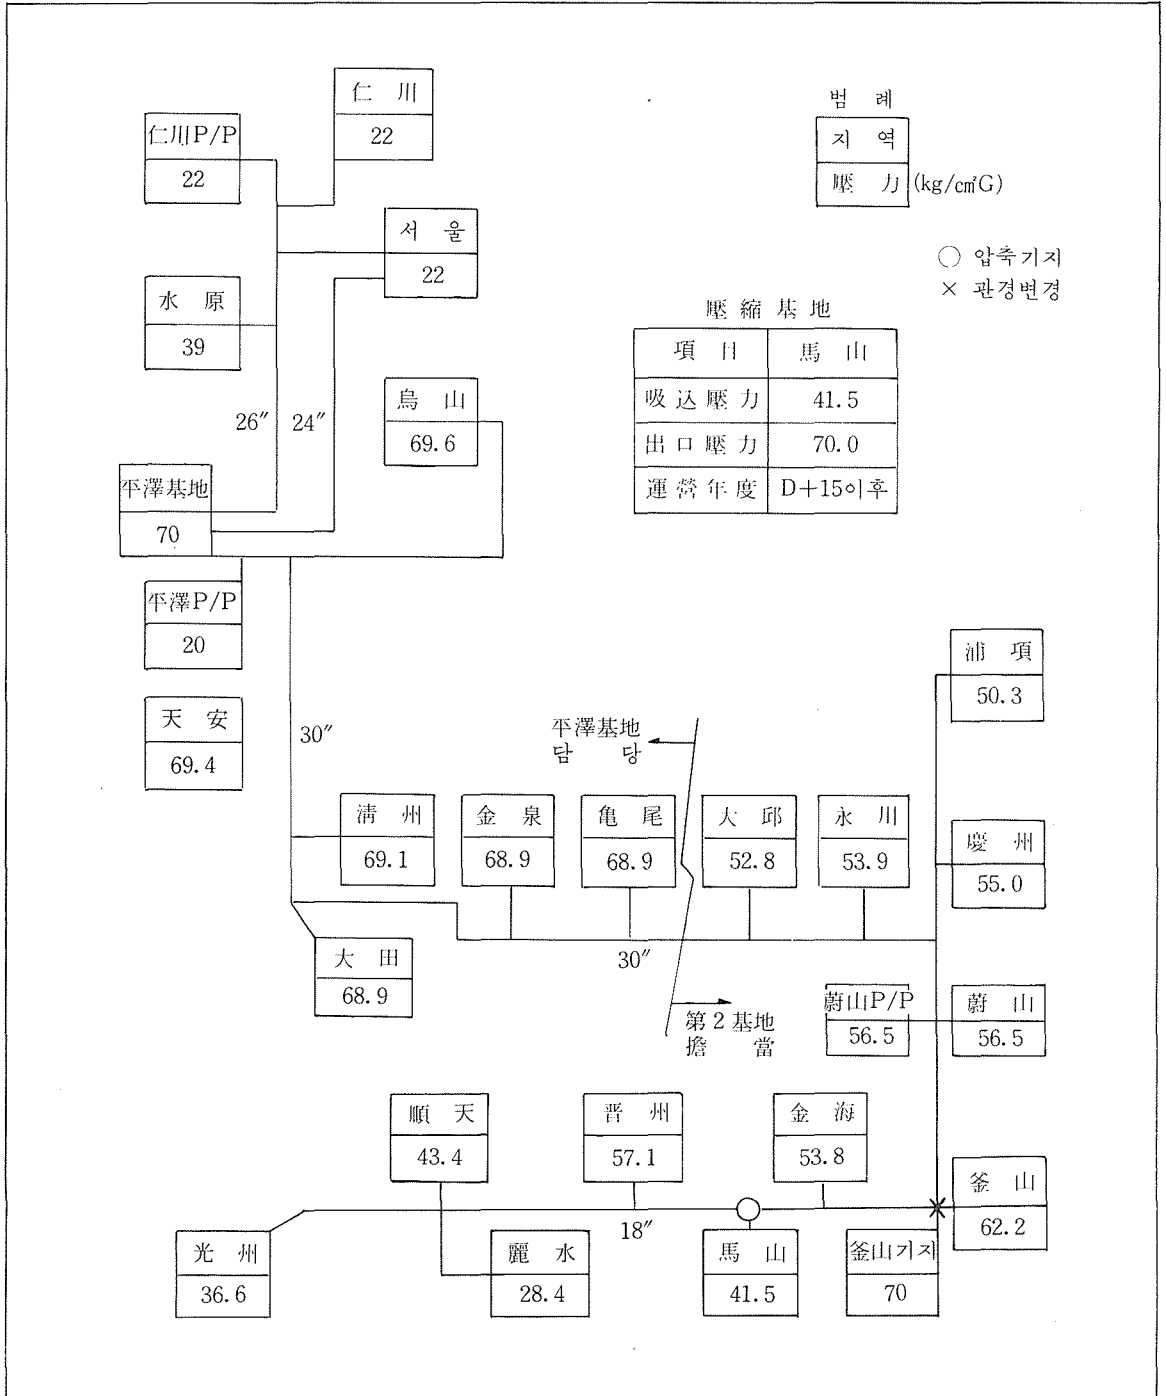 仁 川
22
仁川P/P
22
서 울
22
水 原
39
범 례
지 역
壓 力 (kg/㎠G)
○ 압축기지
× 관경변경
壓 縮 基 地
項 目 馬 山
吸込壓力 41.5
出口壓力 70.0
運營年度 D+15이후
烏 山
69.6
26″ 24″
平澤基地
70
平澤P/P
20
天 安
69.4
30″
平澤基地
담 당
浦 項
50.3
淸 州
69.1
金 泉
68.9
亀 尾
68.9
大 邱
52.8
永 川
53.9
慶 州
55.0
大 田
68.9
30″
第2基地
擔 當
蔚山P/P
56.5
蔚 山
56.5
順 天
43.4
晋 州
57.1
金 海
53.8
釜 山
62.2
18″
光 州
36.6
麗 水
28.4
馬 山
41.5
釜山기지
70